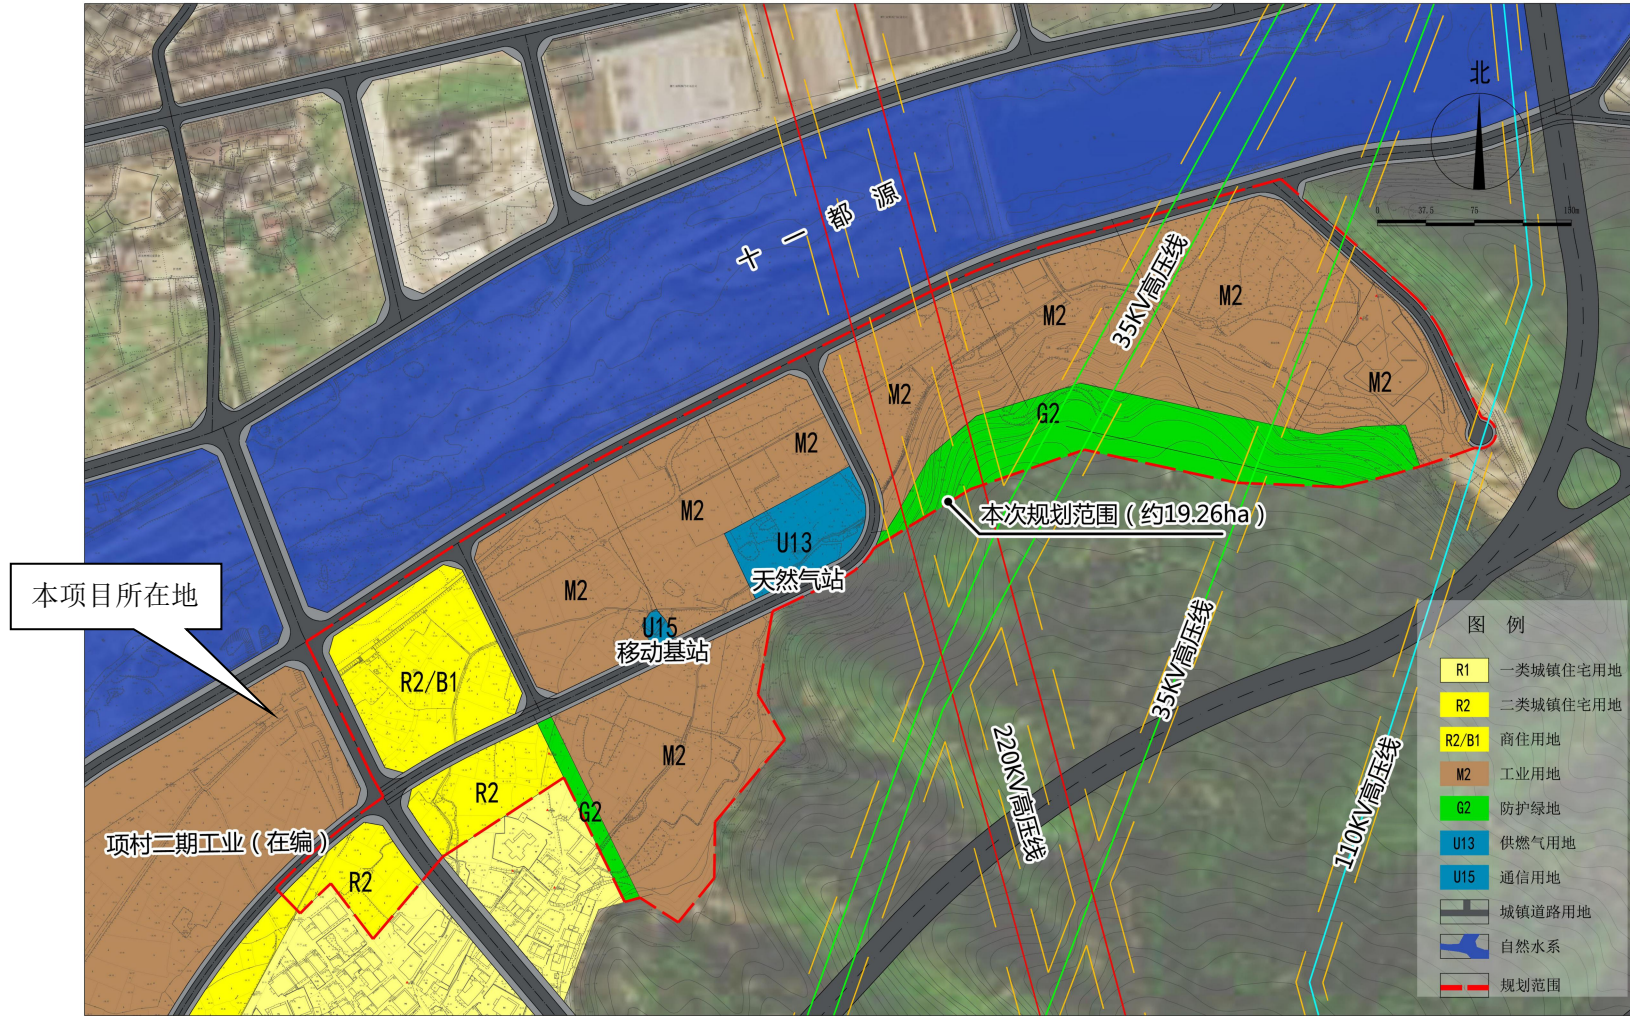 北
0 37.5 75 150m
十一都源
35KV高压线
M2
M2
M2
M2
G2
M2
M2
M2
U13
天然气站
本次规划范围（约19.26ha）
本项目所在地
U15
移动基站
R2/B1
M2
R2
G2
项村二期工业（在编）
R2
220KV高压线
35KV高压线
110KV高压线
图 例
R1 一类城镇住宅用地
R2 二类城镇住宅用地
R2/B1 商住用地
M2 工业用地
G2 防护绿地
U13 供燃气用地
U15 通信用地
城镇道路用地
自然水系
规划范围